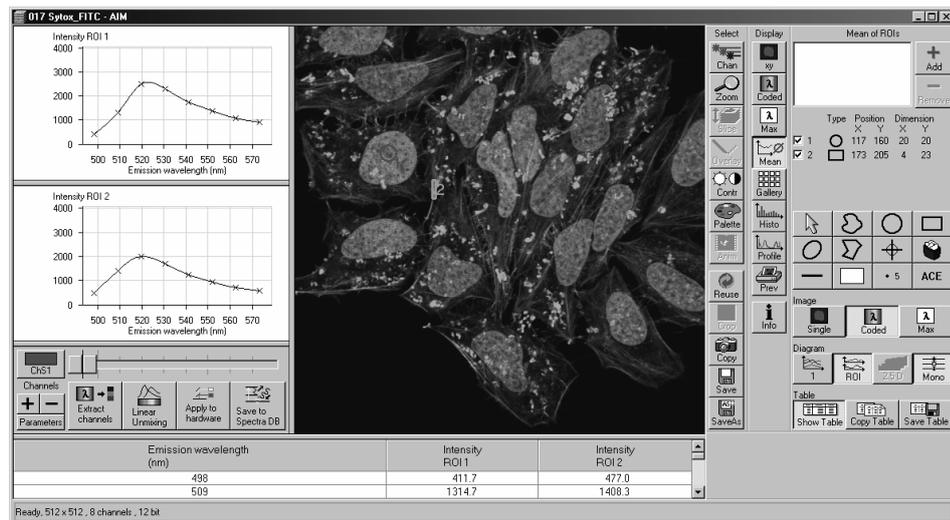 017 Sytox_FITC - AIM
Intensity ROI 1
4000
3000
2000
1000
0
500 510 520 530 540 550 560 570
Emission wavelength (nm)
Intensity ROI 2
4000
3000
2000
1000
0
500 510 520 530 540 550 560 570
Emission wavelength (nm)
ChS1
Channels
+ −
Parameters
Extract channels
Linear Unmixing
Apply to hardware
Save to Spectra DB
2
Select
Chan
Zoom
Slice
Overlay
Contr
Palette
Anim
Reuse
Crop
Copy
Save
SaveAs
Display
xy
λ
Coded
λ
Max
Mean
Gallery
Histo
Profile
Prev
i
Info
Mean of ROIs
+
Add
−
Remove
Type Position Dimension
X Y X Y
1 117 160 20 20
2 173 205 4 23
5 ACE
Image
λ λ
Single Coded Max
Diagram
1 ROI 2.5 D Mono
Table
Show Table Copy Table Save Table
Emission wavelength (nm) Intensity ROI 1 Intensity ROI 2
498 411.7 477.0
509 1314.7 1408.3
Ready, 512 x 512 , 8 channels , 12 bit